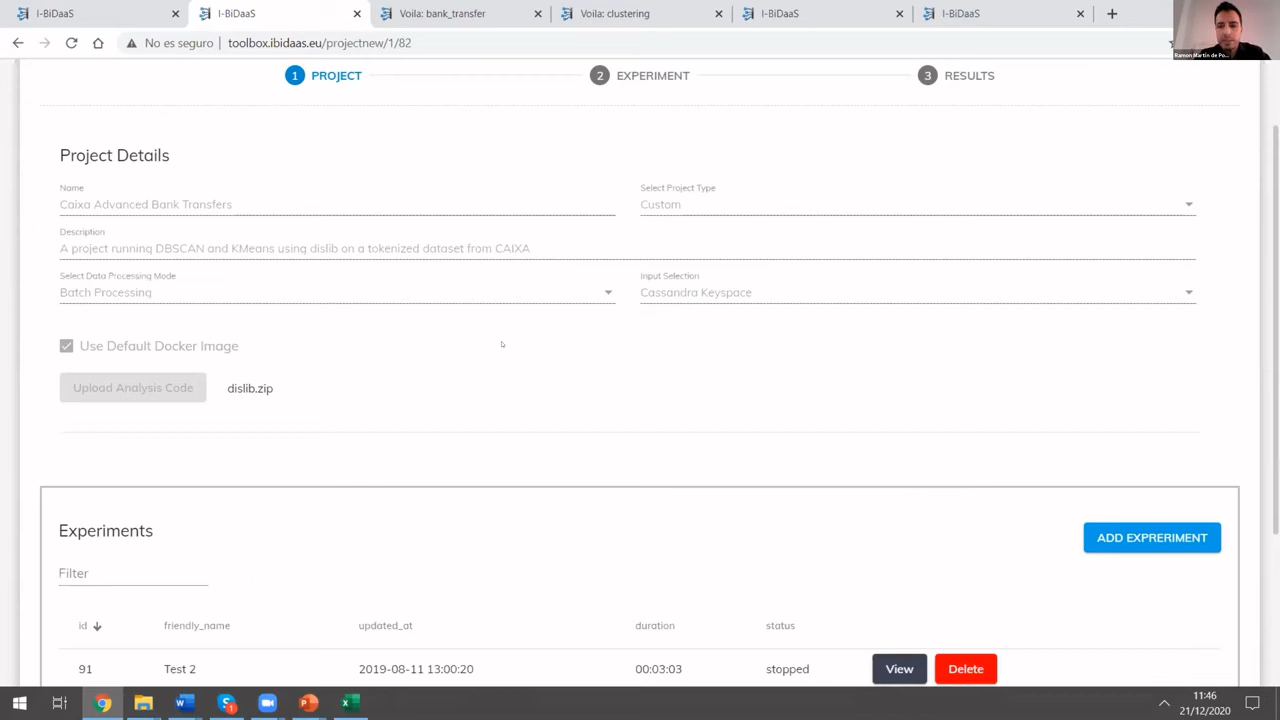 I-BiDaaS
I-BiDaaS
Voila: bank_transfer
Voila: clustering
I-BiDaaS
I-BiDaaS
No es seguro
toolbox.ibidaas.eu/projectnew/1/82
Ramon Martín de Po...
1 PROJECT
2 EXPERIMENT
3 RESULTS
Project Details
Name
Select Project Type
Caixa Advanced Bank Transfers
Custom
Description
A project running DBSCAN and KMeans using dislib on a tokenized dataset from CAIXA
Select Data Processing Mode
Input Selection
Batch Processing
Cassandra Keyspace
Use Default Docker Image
Upload Analysis Code
dislib.zip
Experiments
ADD EXPRERIMENT
Filter
id friendly_name updated_at duration status
91 Test 2 2019-08-11 13:00:20 00:03:03 stopped View Delete
11:46
21/12/2020